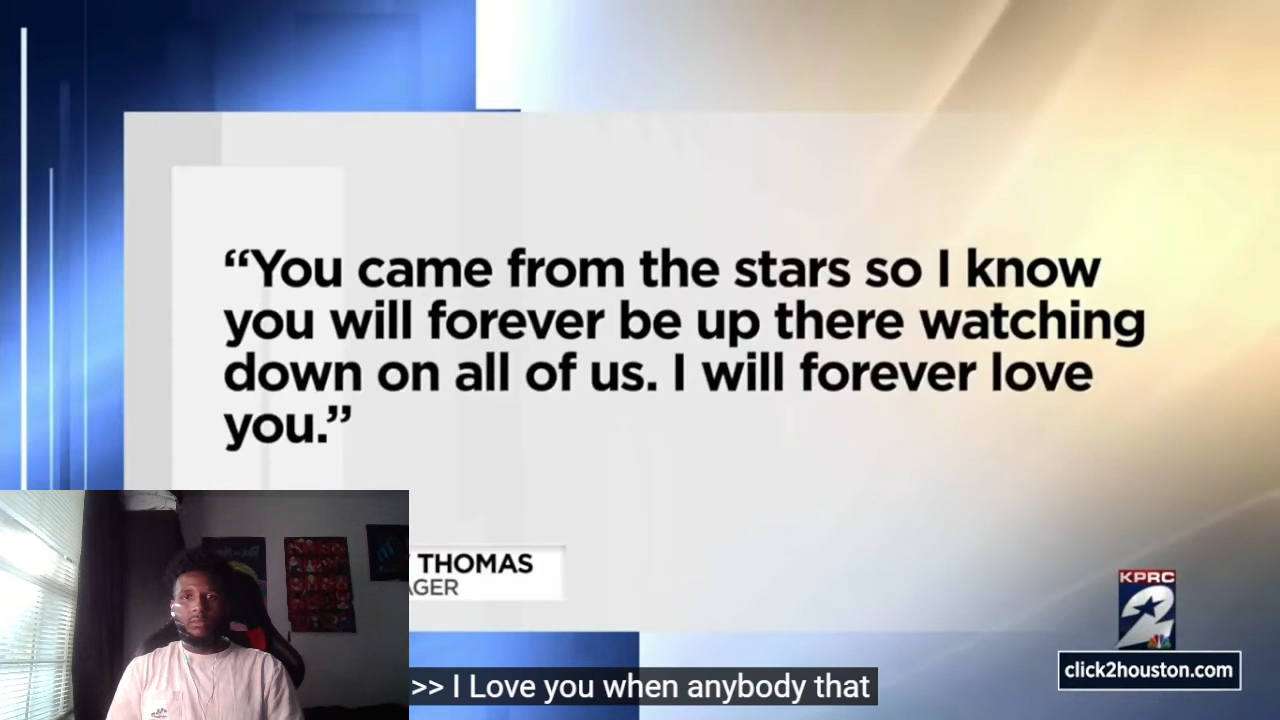 “You came from the stars so I know
you will forever be up there watching
down on all of us. I will forever love
you.”
THOMAS
AGER
KPRC
2
click2houston.com
>> I Love you when anybody that